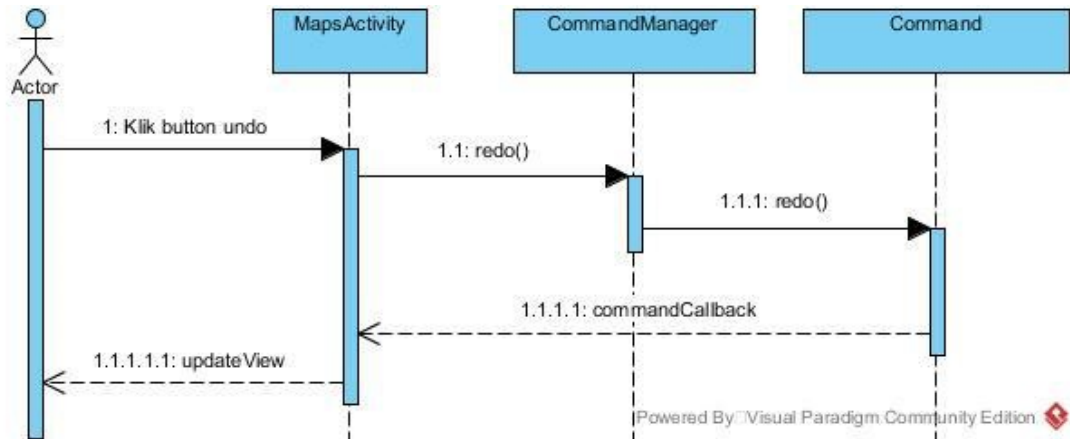 MapsActivity
CommandManager
Command
Actor
1: Klik button undo
1.1: redo()
1.1.1: redo()
1.1.1.1: commandCallback
1.1.1.1.1: updateView
Powered By Visual Paradigm Community Edition